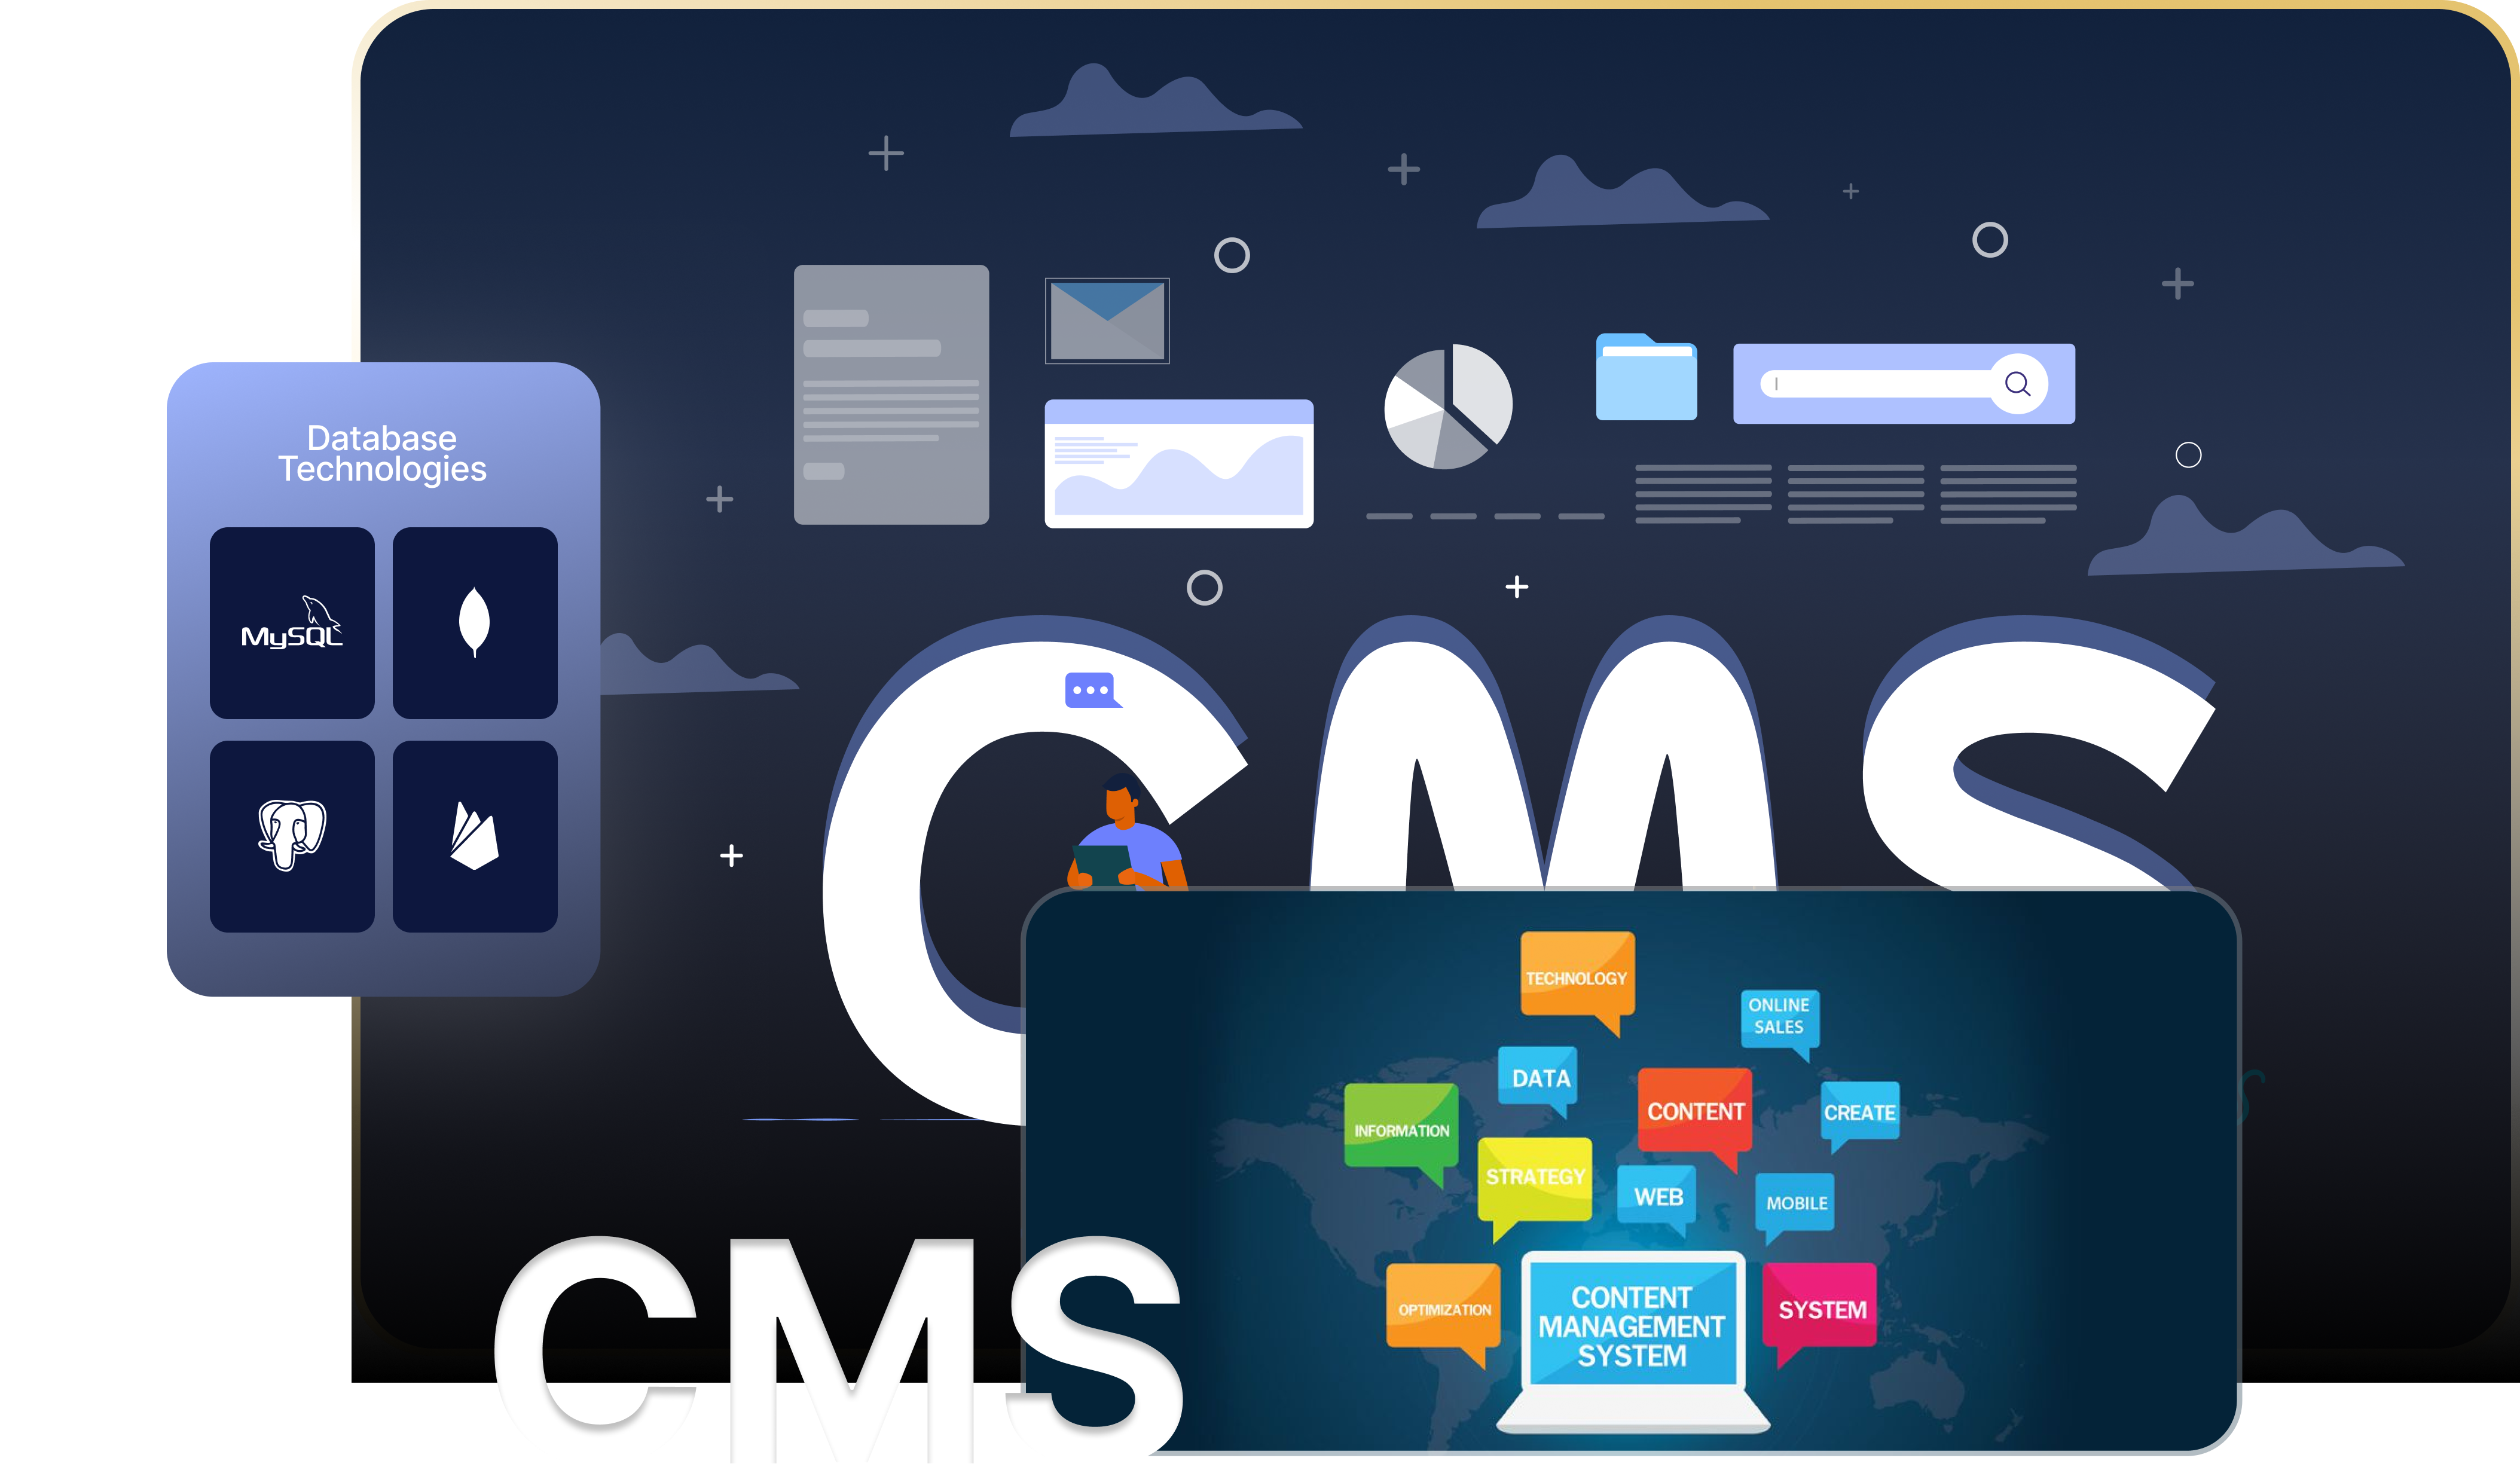 Database
Technologies
MySQL
CMS
TECHNOLOGY
ONLINE
SALES
DATA
CONTENT
CREATE
INFORMATION
STRATEGY
WEB
MOBILE
OPTIMIZATION
CONTENT
MANAGEMENT
SYSTEM
SYSTEM
CMS